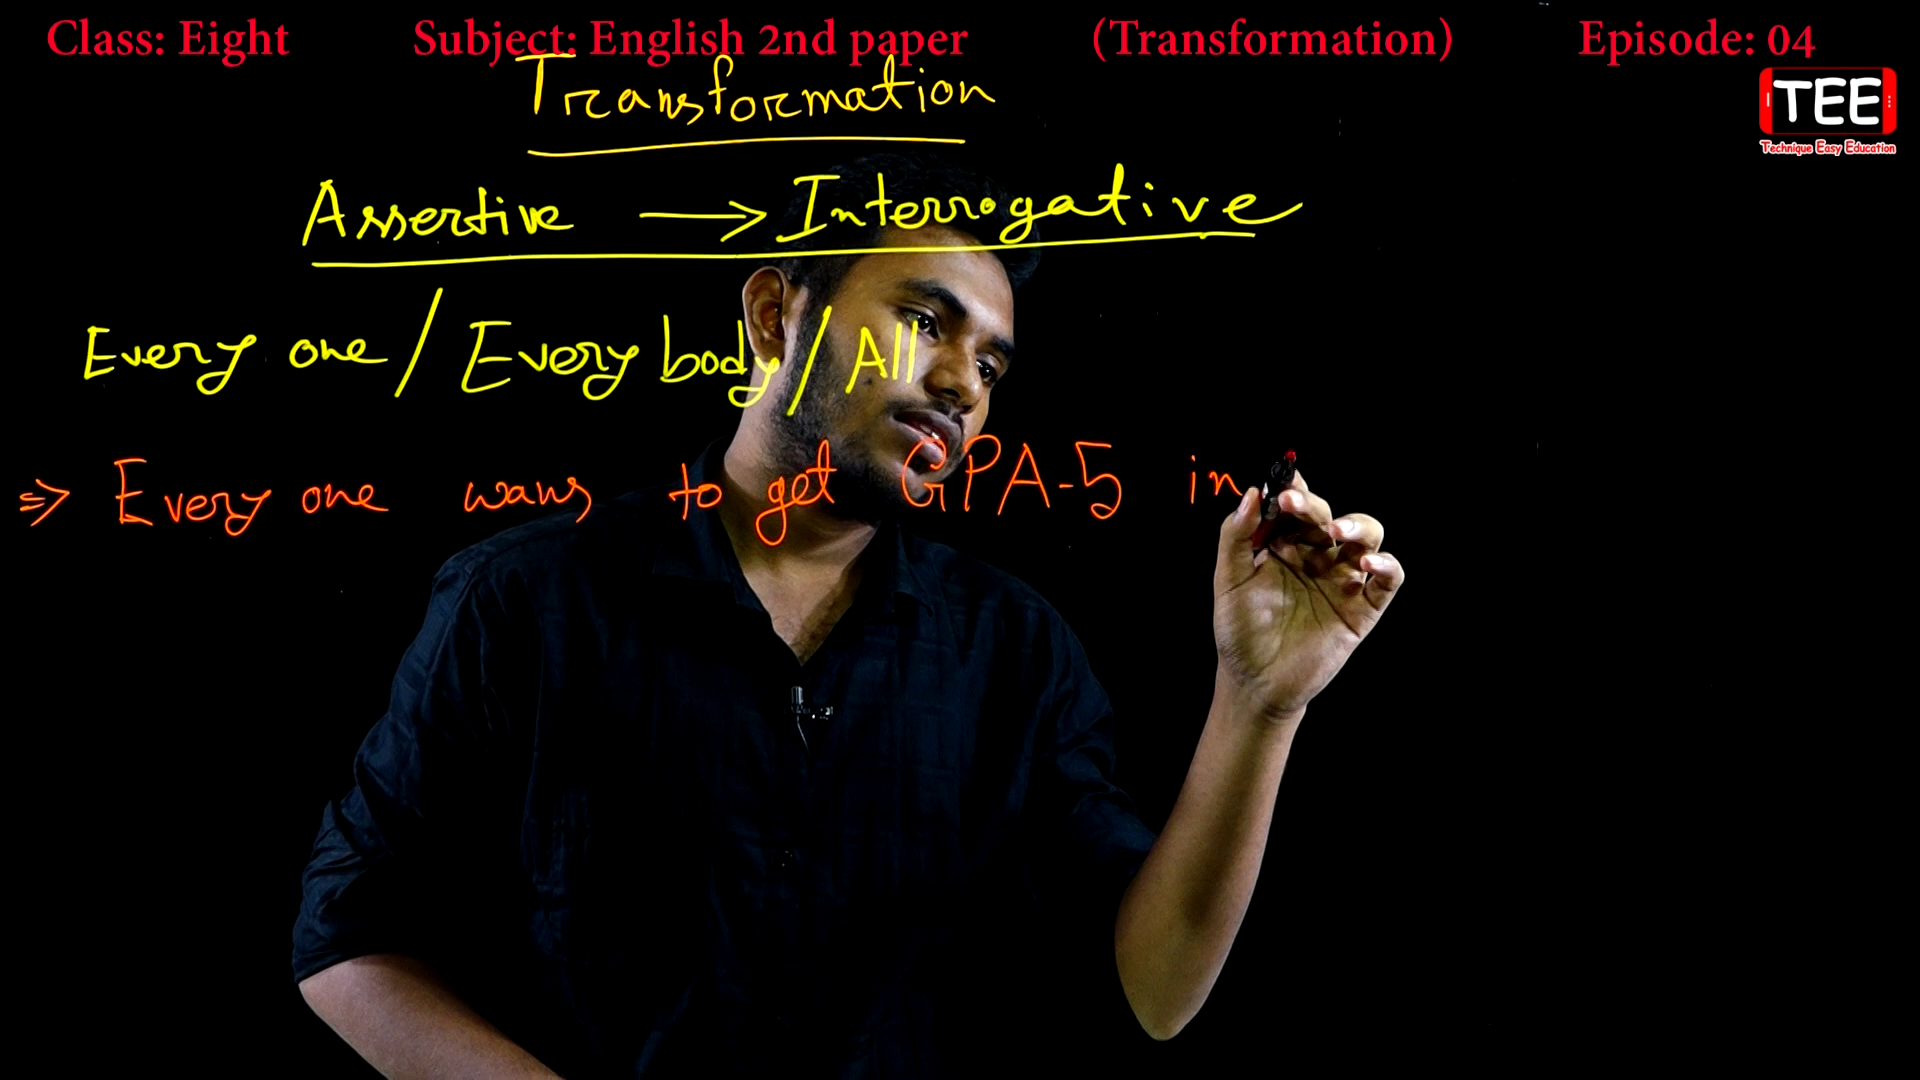 Class: Eight Subject: English 2nd paper (Transformation) Episode: 04
TEE
Technique Easy Education
Transformation
Assertive → Interrogative
Every one / Every body / All
⇒ Every one wans to get GPA-5 in